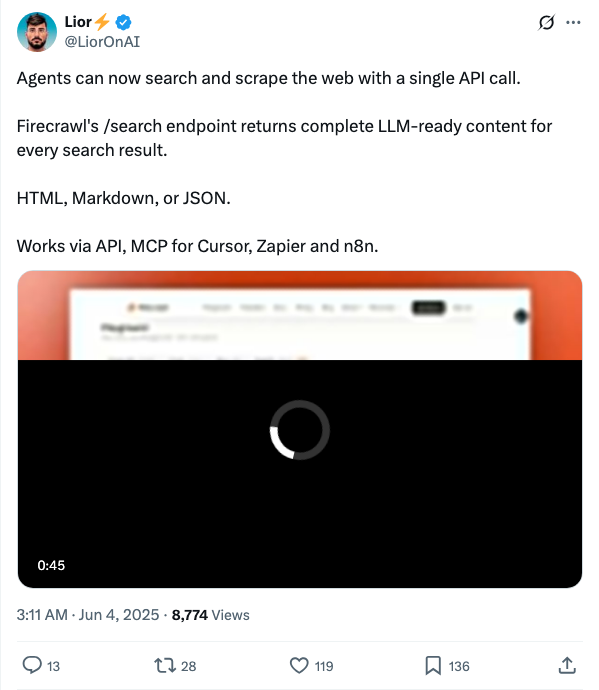 Lior⚡
@LiorOnAI
Agents can now search and scrape the web with a single API call.
Firecrawl's /search endpoint returns complete LLM-ready content for
every search result.
HTML, Markdown, or JSON.
Works via API, MCP for Cursor, Zapier and n8n.
0:45
3:11 AM · Jun 4, 2025 · 8,774 Views
13 28 119 136